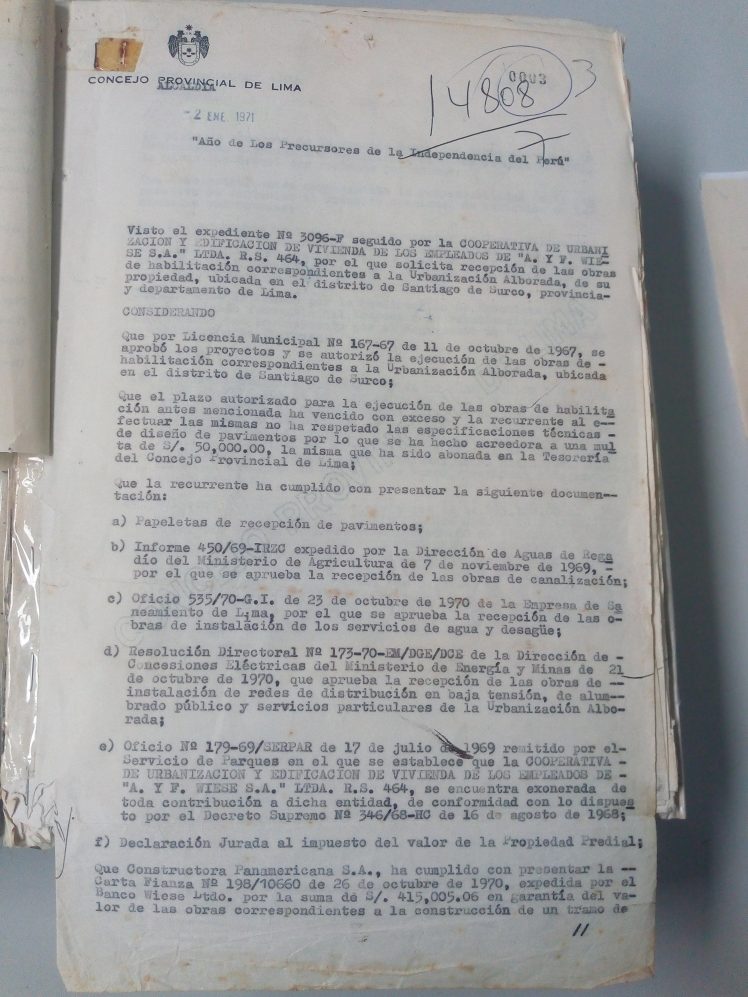 CONCEJO PROVINCIAL DE LIMA
ALCALDIA
-2 ENE. 1971
0003
3
14808
7
"Año de Los Precursores de la Independencia del Perú"
Visto el expediente Nº 3096-F seguido por la COOPERATIVA DE URBANI
ZACION Y EDIFICACION DE VIVIENDA DE LOS EMPLEADOS DE "A. Y F. WIE-
SE S.A." LTDA. R.S. 464, por el que solicita recepción de las obras
de habilitación correspondientes a la Urbanización Alborada, de su
propiedad, ubicada en el distrito de Santiago de Surco, provincia-
y departamento de Lima.
CONSIDERANDO
Que por Licencia Municipal Nº 167-67 de 11 de octubre de 1967, se
aprobó los proyectos y se autorizó la ejecución de las obras de -
habilitación correspondientes a la Urbanización Alborada, ubicada
en el distrito de Santiago de Surco;
Que el plazo autorizado para la ejecución de las obras de habilita
ción antes mencionada ha vencido con exceso y la recurrente al e--
fectuar las mismas no ha respetado las especificaciones técnicas -
de diseño de pavimentos por lo que se ha hecho acreedora a una mul
ta de S/. 50,000.00, la misma que ha sido abonada en la Tesorería
del Concejo Provincial de Lima;
Que la recurrente ha cumplido con presentar la siguiente documen--
tación:
a) Papeletas de recepción de pavimentos;
b) Informe 450/69-IRZC expedido por la Dirección de Aguas de Rega
dío del Ministerio de Agricultura de 7 de noviembre de 1969, -
por el que se aprueba la recepción de las obras de canalización;
c) Oficio 535/70-G.I. de 23 de octubre de 1970 de la Empresa de Sa
neamiento de Lima, por el que se aprueba la recepción de las o-
bras de instalación de los servicios de agua y desagüe;
d) Resolución Directoral Nº 173-70-EM/DGE/DCE de la Dirección de -
Concesiones Eléctricas del Ministerio de Energía y Minas de 21
de octubre de 1970, que aprueba la recepción de las obras de --
instalación de redes de distribución en baja tensión, de alum--
brado público y servicios particulares de la Urbanización Albo-
rada;
e) Oficio Nº 179-69/SERPAR de 17 de julio de 1969 remitido por el-
Servicio de Parques en el que se establece que la COOPERATIVA -
DE URBANIZACION Y EDIFICACION DE VIVIENDA DE LOS EMPLEADOS DE -
"A. Y F. WIESE S.A." LTDA. R.S. 464, se encuentra exonerada de
toda contribución a dicha entidad, de conformidad con lo dispues
to por el Decreto Supremo Nº 346/68-HC de 16 de agosto de 1968;
f) Declaración Jurada al impuesto del valor de la Propiedad Predial;
Que Constructora Panamericana S.A., ha cumplido con presentar la --
Carta Fianza Nº 198/10660 de 26 de octubre de 1970, expedida por el
Banco Wiese Ltdo. por la suma de S/. 415,005.06 en garantía del va-
lor de las obras correspondientes a la construcción de un tramo de
11